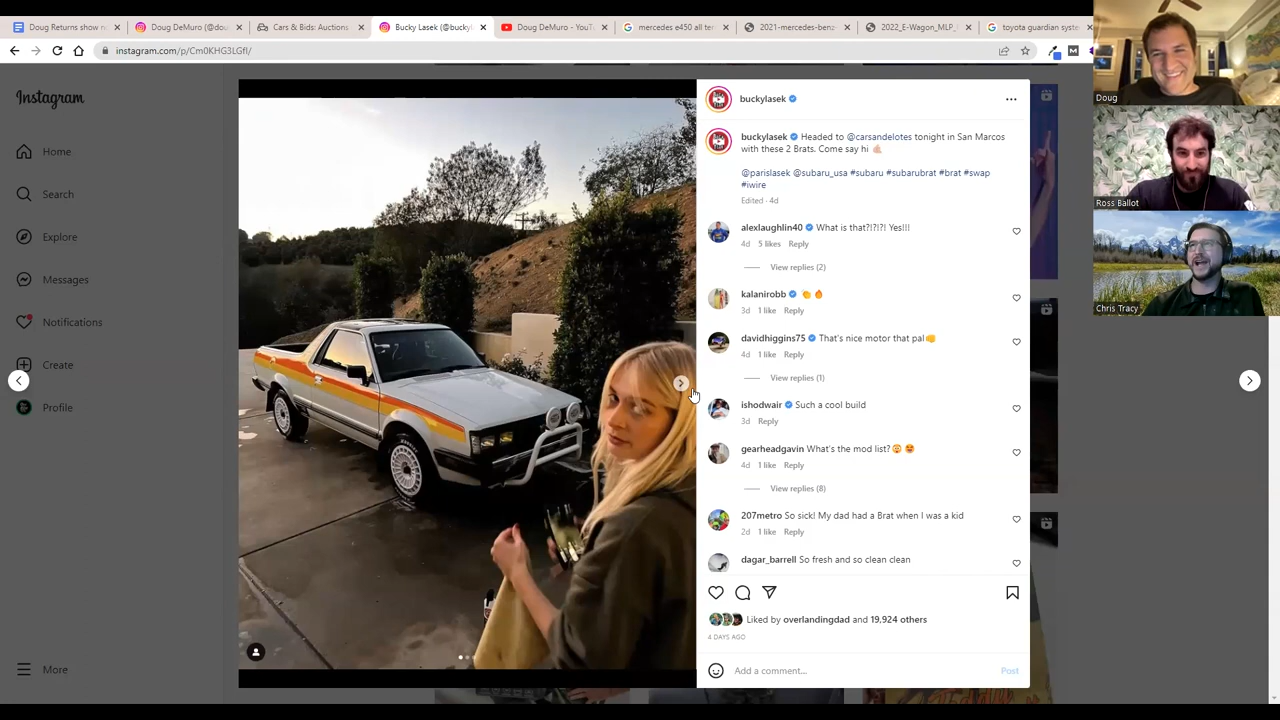 Doug Returns show n
Doug DeMuro (@dou
Cars & Bids: Auctions
Bucky Lasek (@bucky
Doug DeMuro - YouT
mercedes e450 all te
2021-mercedes-benz
2022_E-Wagon_MLP_
toyota guardian syste
instagram.com/p/Cm0KHG3LGfI/
Instagram
Home
Search
Explore
Messages
Notifications
Create
Profile
More
buckylasek
buckylasek Headed to @carsandelotes tonight in San Marcos
with these 2 Brats. Come say hi 🤙🏻
@parislasek @subaru_usa #subaru #subarubrat #brat #swap
#iwire
Edited · 4d
alexlaughlin40 What is that?!?!?! Yes!!!
4d 5 likes Reply
View replies (2)
kalanirobb 👏 🔥
3d 1 like Reply
davidhiggins75 That's nice motor that pal👊
4d 1 like Reply
View replies (1)
ishodwair Such a cool build
3d Reply
gearheadgavin What's the mod list?
4d 1 like Reply
View replies (8)
207metro So sick! My dad had a Brat when I was a kid
2d 1 like Reply
dagar_barrell So fresh and so clean clean
Liked by overlandingdad and 19,924 others
4 DAYS AGO
Add a comment...
Post
Doug
Ross Ballot
Chris Tracy